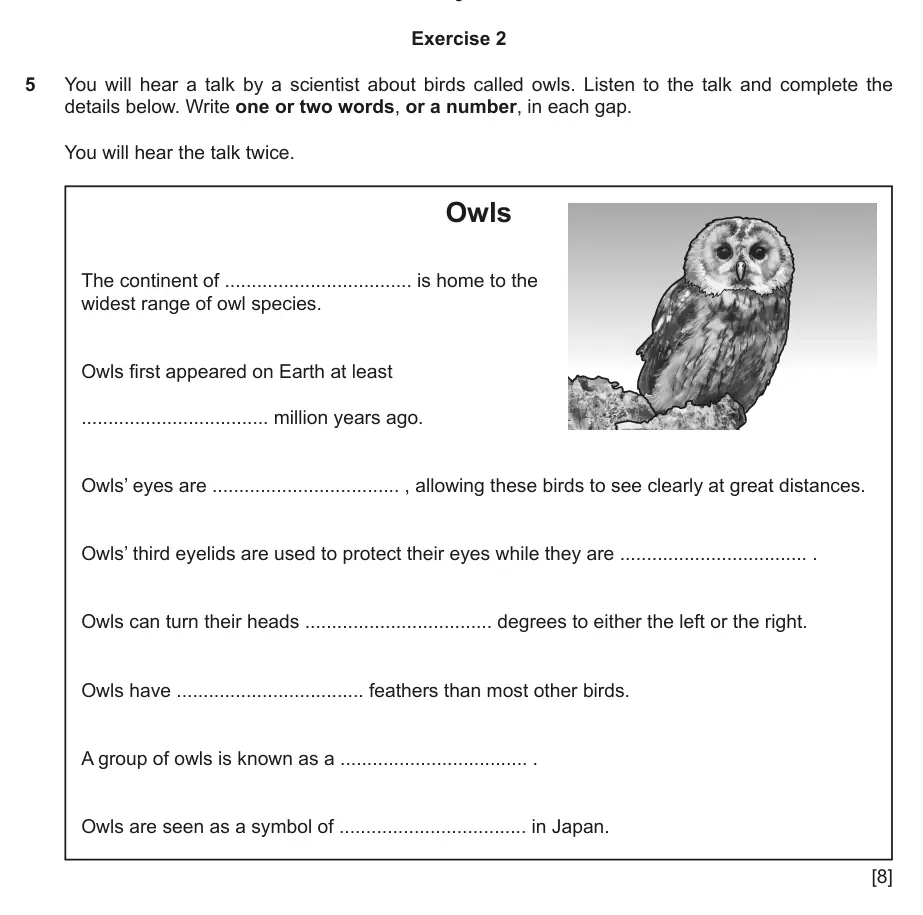 Exercise 2
5 You will hear a talk by a scientist about birds called owls. Listen to the talk and complete the
details below. Write one or two words, or a number, in each gap.
You will hear the talk twice.
Owls
The continent of ................................... is home to the
widest range of owl species.
Owls first appeared on Earth at least
................................... million years ago.
Owls’ eyes are ................................... , allowing these birds to see clearly at great distances.
Owls’ third eyelids are used to protect their eyes while they are ................................... .
Owls can turn their heads ................................... degrees to either the left or the right.
Owls have ................................... feathers than most other birds.
A group of owls is known as a ................................... .
Owls are seen as a symbol of ................................... in Japan.
[8]